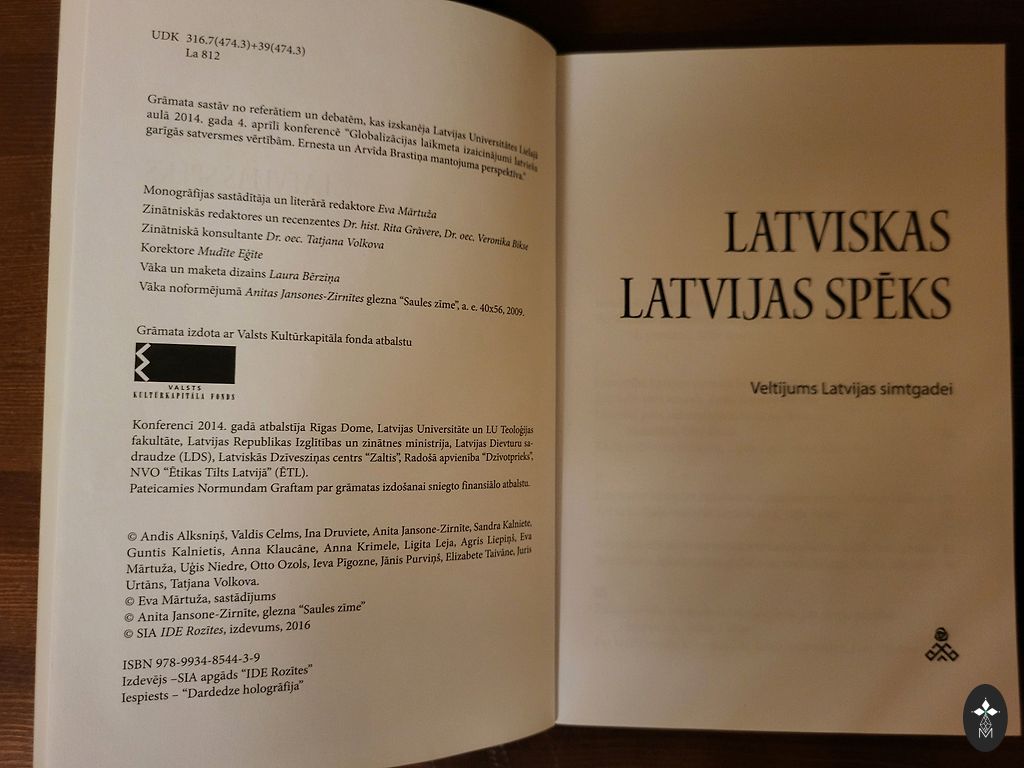 UDK 316.7(474.3)+39(474.3)
La 812
Grāmata sastāv no referātiem un debatēm, kas izskanēja Latvijas Universitātes Lielajā
aulā 2014. gada 4. aprīlī konferencē "Globalizācijas laikmeta izaicinājumi latviešu
garīgās satversmes vērtībām. Ernesta un Arvīda Brastiņa mantojuma perspektīva."
Monogrāfijas sastādītāja un literārā redaktore Eva Mārtuža
Zinātniskās redaktores un recenzentes Dr. hist. Rita Grāvere, Dr. oec. Veronika Bikse
Zinātniskā konsultante Dr. oec. Tatjana Volkova
Korektore Mudīte Eģīte
Vāka un maketa dizains Laura Bērziņa
Vāka noformējumā Anitas Jansones-Zirnītes glezna "Saules zīme", a. e. 40x56, 2009.
Grāmata izdota ar Valsts Kultūrkapitāla fonda atbalstu
VALSTS
KULTŪRKAPITĀLA FONDS
Konferenci 2014. gadā atbalstīja Rīgas Dome, Latvijas Universitāte un LU Teoloģijas
fakultāte, Latvijas Republikas Izglītības un zinātnes ministrija, Latvijas Dievturu sa-
draudze (LDS), Latviskās Dzīvesziņas centrs "Zaltis", Radošā apvienība "Dzīvotprieks",
NVO "Ētikas Tilts Latvijā" (ĒTL).
Pateicamies Normundam Graftam par grāmatas izdošanai sniegto finansiālo atbalstu.
© Andis Alksniņš, Valdis Celms, Ina Druviete, Anita Jansone-Zirnīte, Sandra Kalniete,
Guntis Kalnietis, Anna Klaucāne, Anna Krimele, Ligita Leja, Agris Liepiņš, Eva
Mārtuža, Uģis Niedre, Otto Ozols, Ieva Pīgozne, Jānis Purviņš, Elizabete Taivāne, Juris
Urtāns, Tatjana Volkova.
© Eva Mārtuža, sastādījums
© Anita Jansone-Zirnīte, glezna "Saules zīme"
© SIA IDE Rozītes, izdevums, 2016
ISBN 978-9934-8544-3-9
Izdevējs –SIA apgāds "IDE Rozītes"
Iespiests – "Dardedze hologrāfija"
LATVISKAS
LATVIJAS SPĒKS
Veltījums Latvijas simtgadei
M